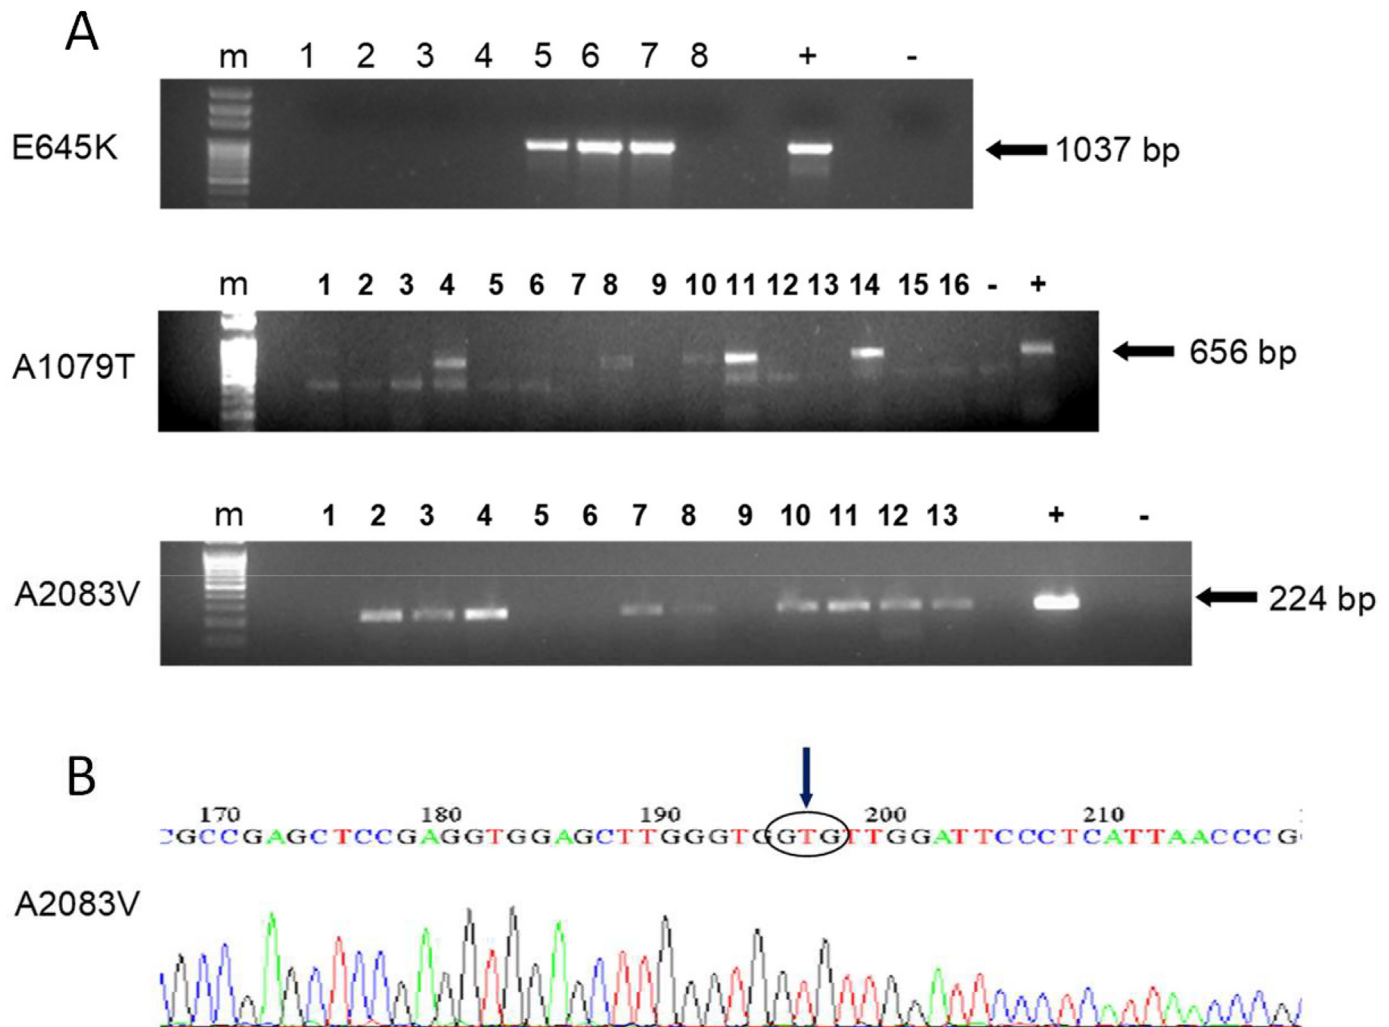 A
m 1 2 3 4 5 6 7 8 + -
E645K
1037 bp
m 1 2 3 4 5 6 7 8 9 10 11 12 13 14 15 16 - +
A1079T
656 bp
m 1 2 3 4 5 6 7 8 9 10 11 12 13 + -
A2083V
224 bp
B
170 180 190 200 210
CGCCGAGCTCCGAGGTGGAGCTTGGGTGGTGTTGGATTCCCTCATTAACCCG
A2083V